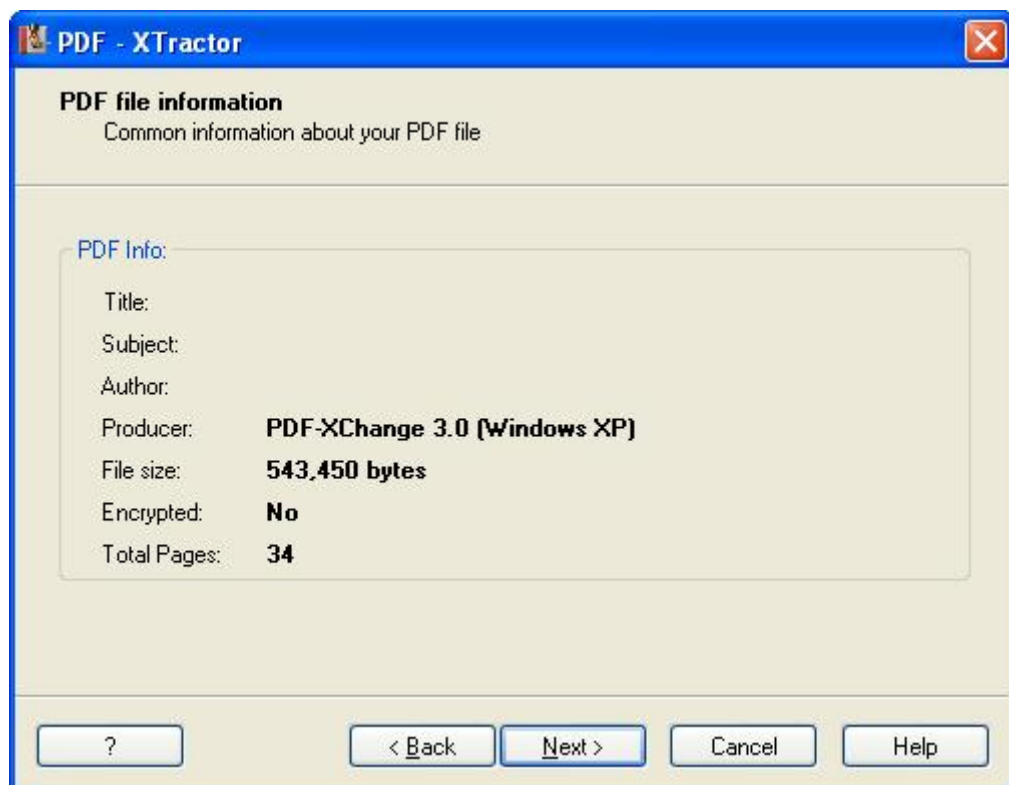 PDF - XTractor
PDF file information
Common information about your PDF file
PDF Info:
Title:
Subject:
Author:
Producer: PDF-XChange 3.0 (Windows XP)
File size: 543,450 bytes
Encrypted: No
Total Pages: 34
? < Back Next > Cancel Help